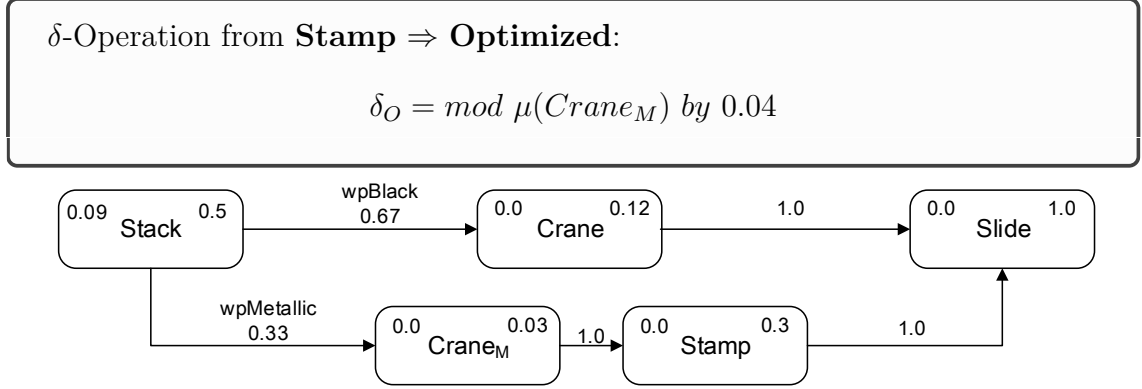 δ-Operation from Stamp ⇒ Optimized:
δ_O = mod μ(Crane_M) by 0.04
wpBlack
0.67
0.09 Stack 0.5
0.0 Crane 0.12
1.0
0.0 Slide 1.0
wpMetallic
0.33
0.0 Crane_M 0.03
1.0
0.0 Stamp 0.3
1.0